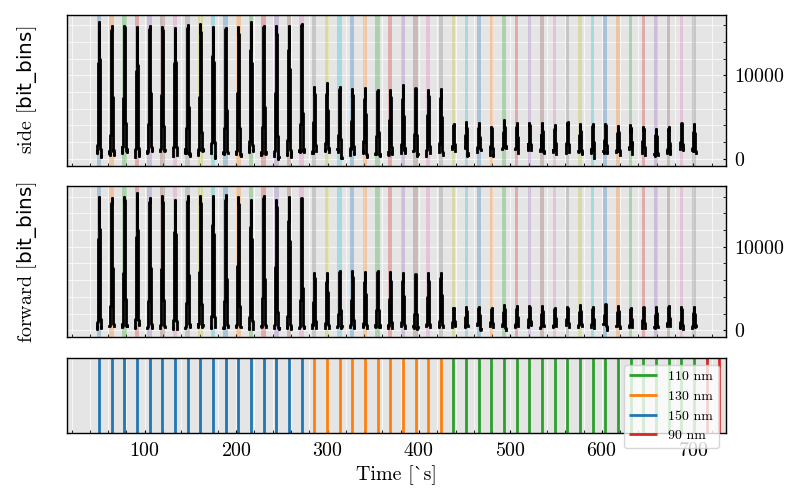 side [bit_bins]
10000
0
forward [bit_bins]
10000
0
110 nm
130 nm
150 nm
90 nm
100 200 300 400 500 600 700
Time [`s]